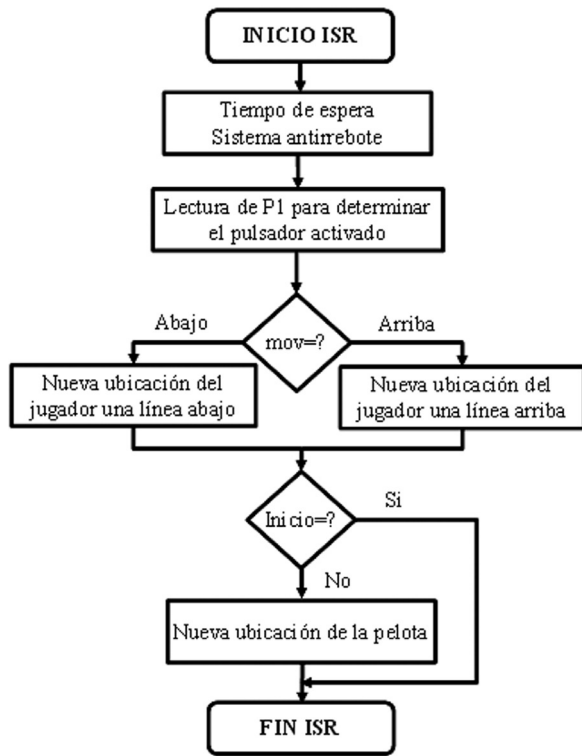 INICIO ISR
Tiempo de espera
Sistema antirrebote
Lectura de P1 para determinar
el pulsador activado
Abajo
mov=?
Arriba
Nueva ubicación del
jugador una línea abajo
Nueva ubicación del
jugador una línea arriba
Inicio=?
Si
No
Nueva ubicación de la pelota
FIN ISR